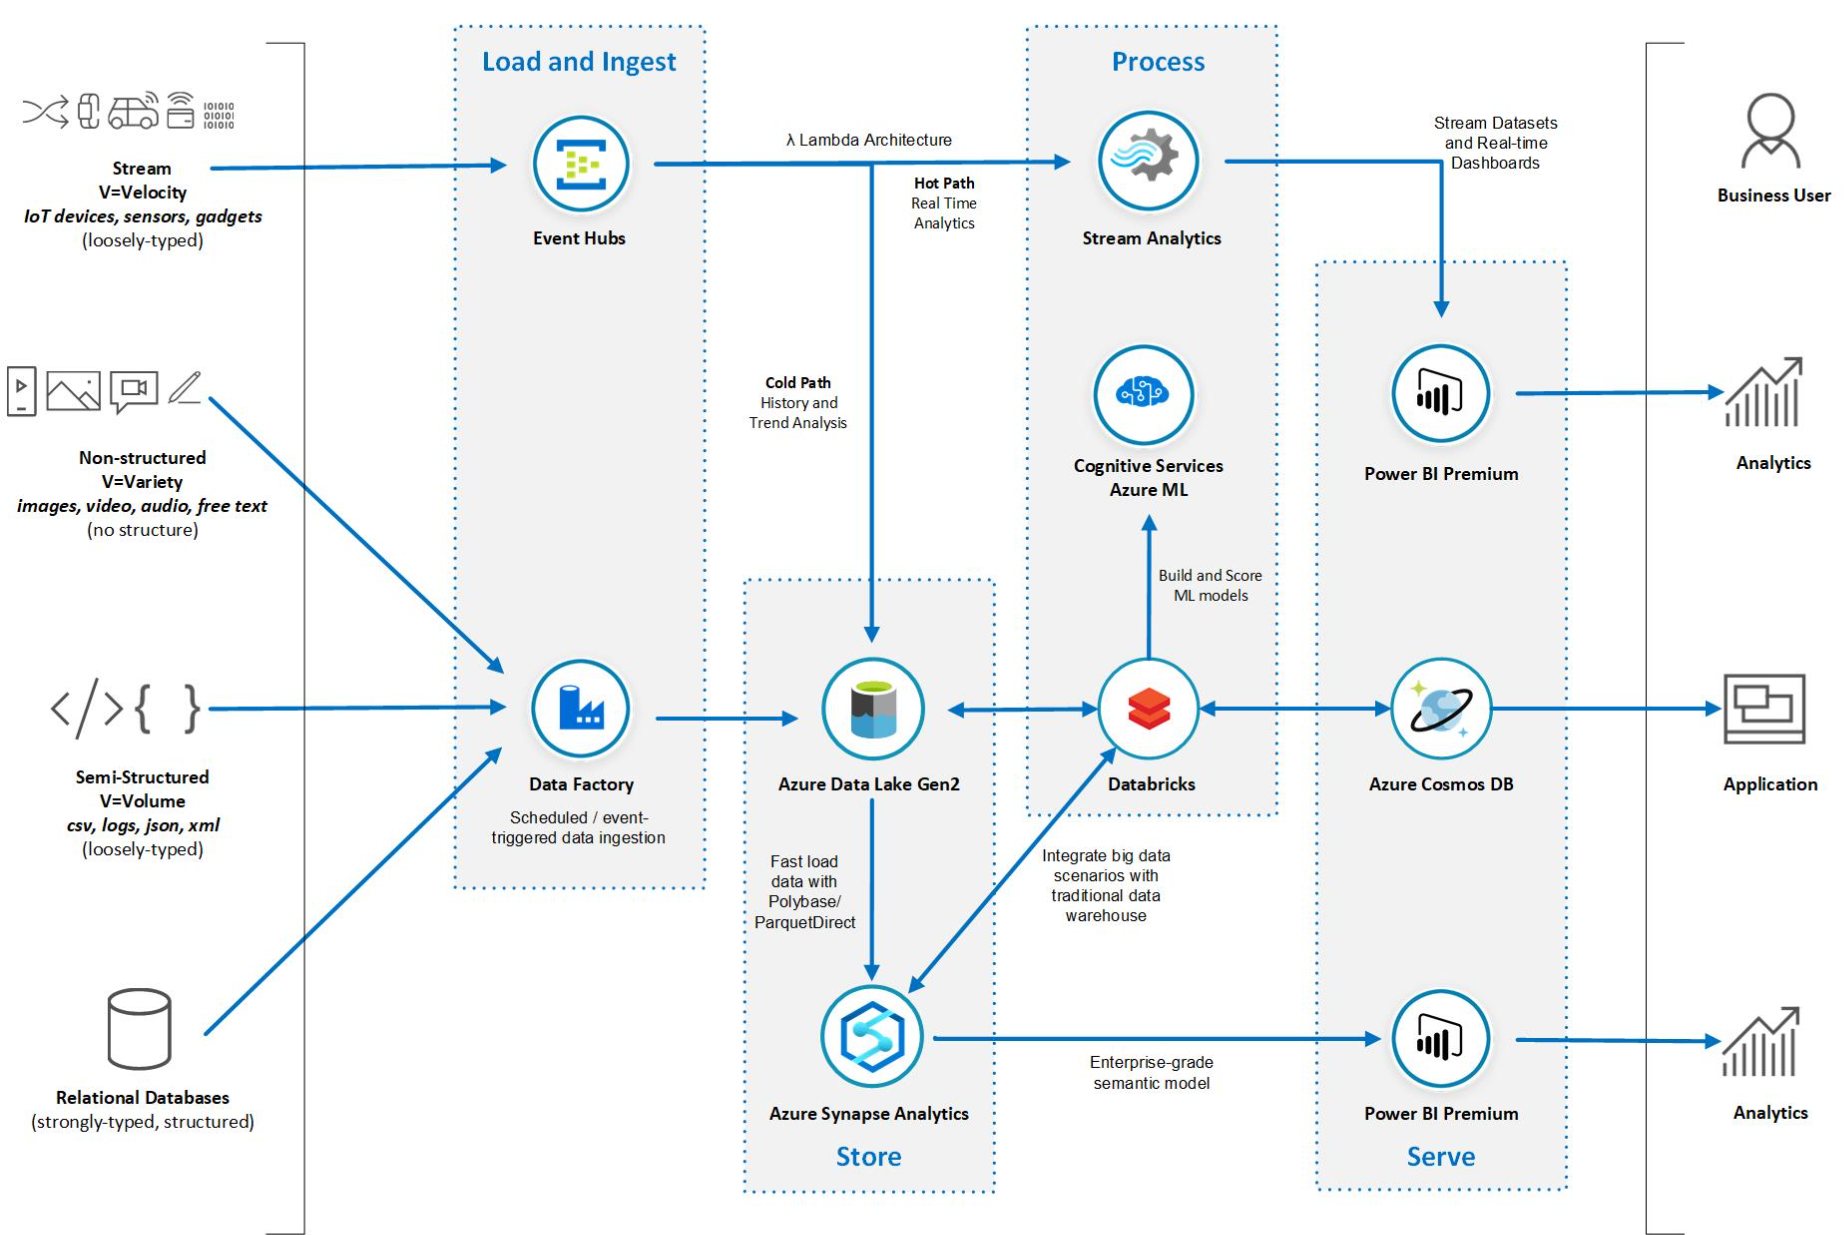 Load and Ingest
Process
Stream
V=Velocity
IoT devices, sensors, gadgets
(loosely-typed)
101010
010101
101010
Event Hubs
λ Lambda Architecture
Hot Path
Real Time
Analytics
Stream Analytics
Stream Datasets
and Real-time
Dashboards
Business User
Non-structured
V=Variety
images, video, audio, free text
(no structure)
Cold Path
History and
Trend Analysis
Cognitive Services
Azure ML
Power BI Premium
Analytics
Build and Score
ML models
</> { }
Semi-Structured
V=Volume
csv, logs, json, xml
(loosely-typed)
Data Factory
Scheduled / event-
triggered data ingestion
Azure Data Lake Gen2
Databricks
Azure Cosmos DB
Application
Fast load
data with
Polybase/
ParquetDirect
Integrate big data
scenarios with
traditional data
warehouse
Relational Databases
(strongly-typed, structured)
Azure Synapse Analytics
Enterprise-grade
semantic model
Power BI Premium
Analytics
Store
Serve